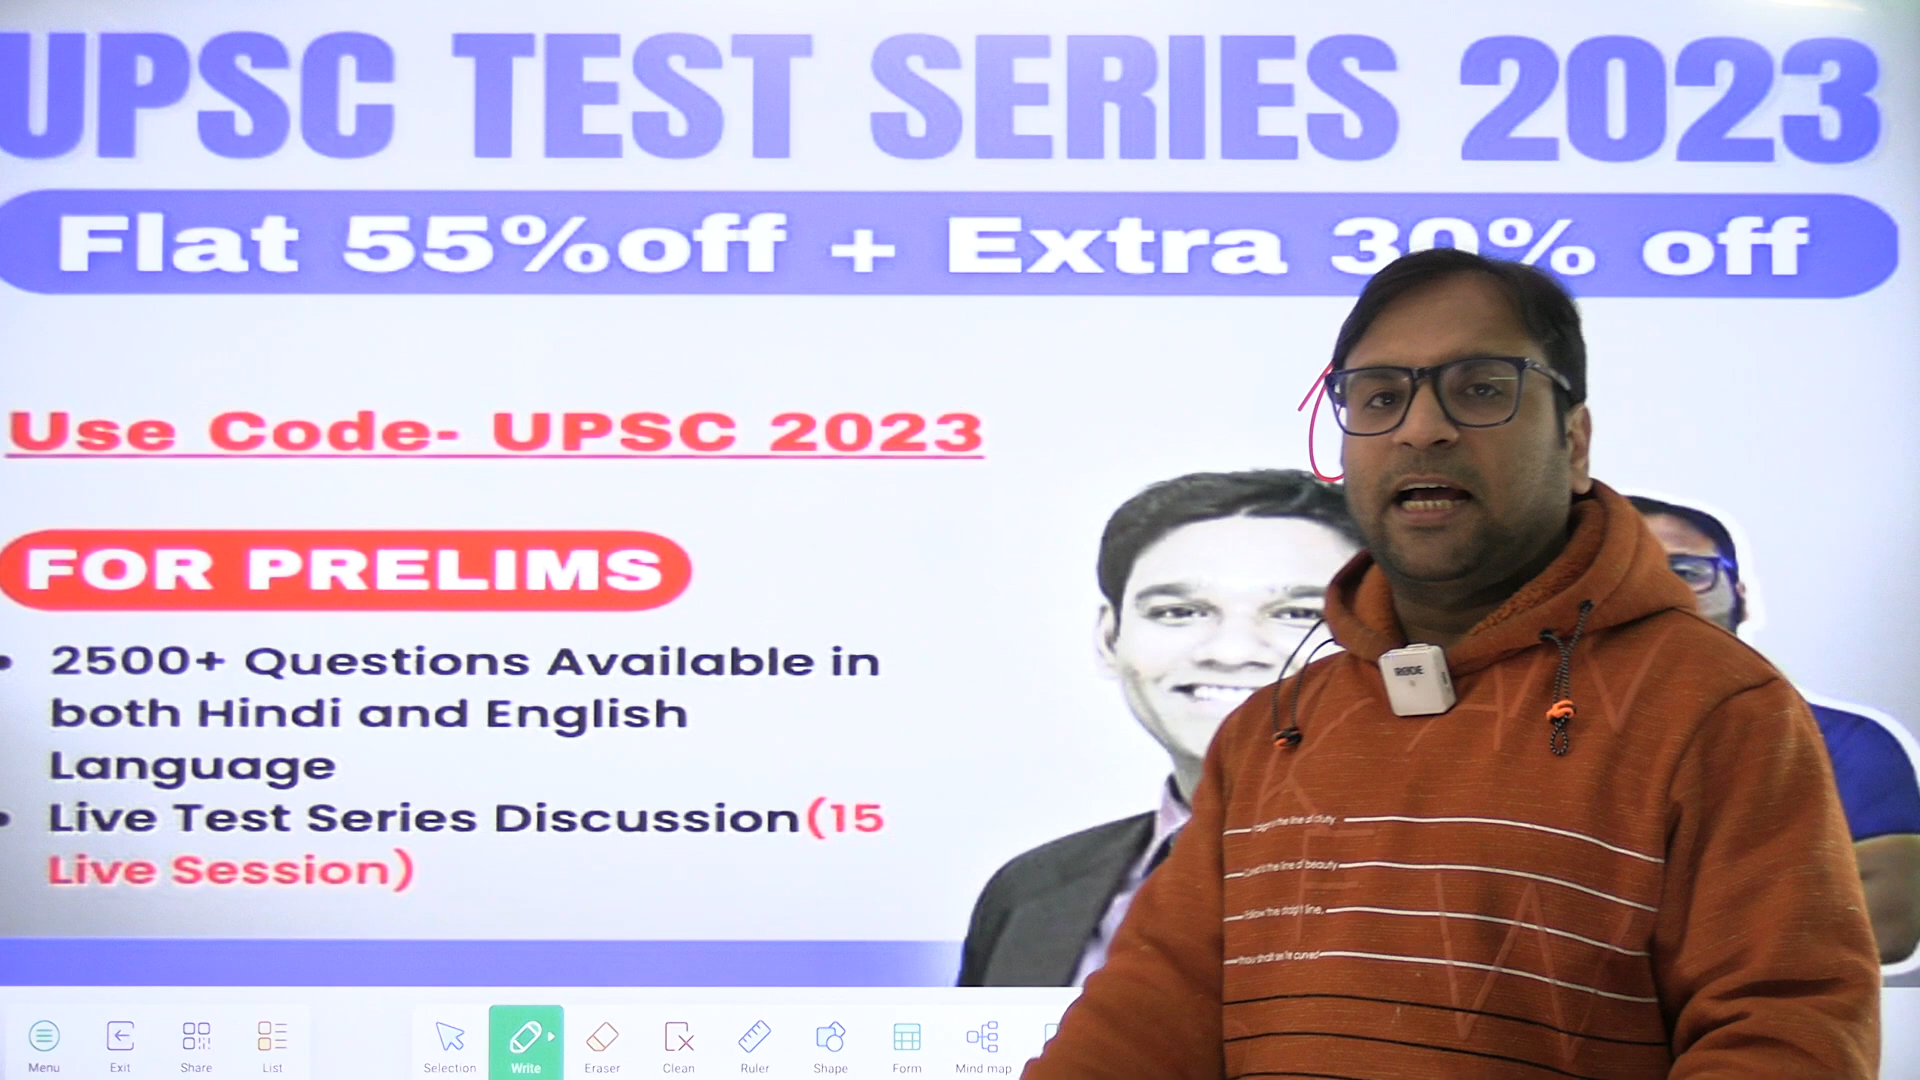 UPSC TEST SERIES 2023
Flat 55%off + Extra 30% off
Use Code- UPSC 2023
FOR PRELIMS
• 2500+ Questions Available in
both Hindi and English
Language
• Live Test Series Discussion(15
Live Session)
RØDE
Follow the
Menu
Exit
Share
List
Selection
Write
Eraser
Clean
Ruler
Shape
Form
Mind map